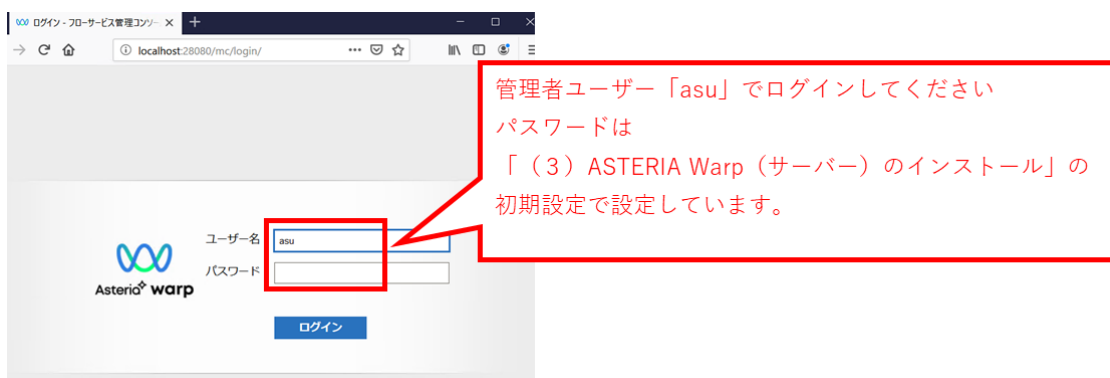 ログイン - フローサービス管理コンソー
localhost:28080/mc/login/
管理者ユーザー「asu」でログインしてください
パスワードは
「（３）ASTERIA Warp（サーバー）のインストール」の
初期設定で設定しています。
ユーザー名 asu
パスワード
Asteria warp
ログイン